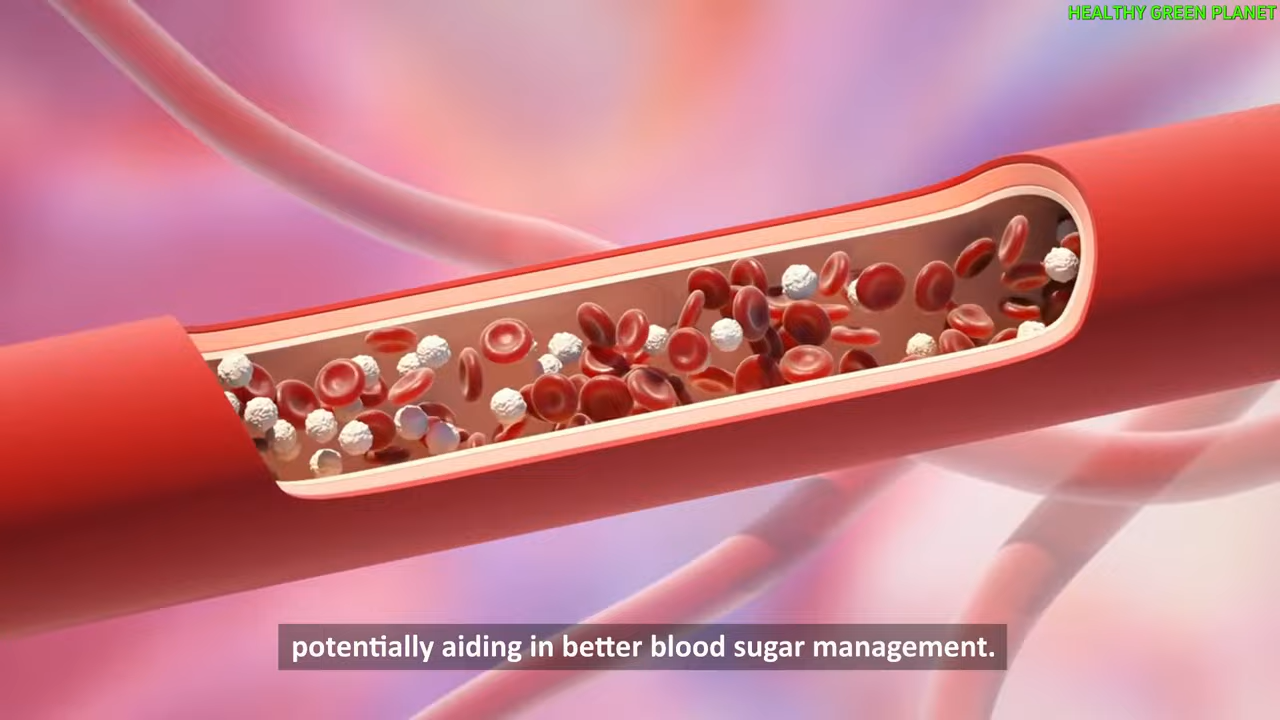 HEALTHY GREEN PLANET
potentially aiding in better blood sugar management.